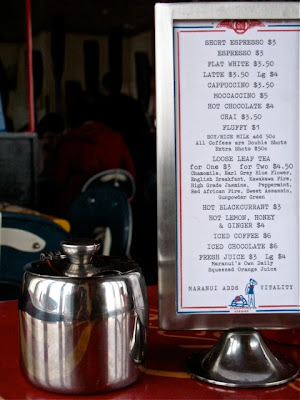 SHORT ESPRESSO $3
ESPRESSO $3
FLAT WHITE $3.50
LATTE $3.50 Lg $4
CAPPUCCINO $3.50
MOCCACCINO $5
HOT CHOCOLATE $4
CHAI $3.50
FLUFFY $1
SOY/RICE MILK add 50c
All Coffees are Double Shots
Extra Shots $50c
LOOSE LEAF TEA
for One $3 for Two $4.50
Chamomile, Earl Grey Blue Flower,
English Breakfast, Kawakawa Fire,
High Grade Jasmine, Peppermint,
Red African Fire, Sweet Assassin,
Gunpowder Green
HOT BLACKCURRANT $3
HOT LEMON, HONEY
& GINGER $4
ICED COFFEE $6
ICED CHOCOLATE $6
FRESH JUICE $3 Lg $4
Maranui's Own Daily
Squeezed Orange Juice
MARANUI ADDS VITALITY